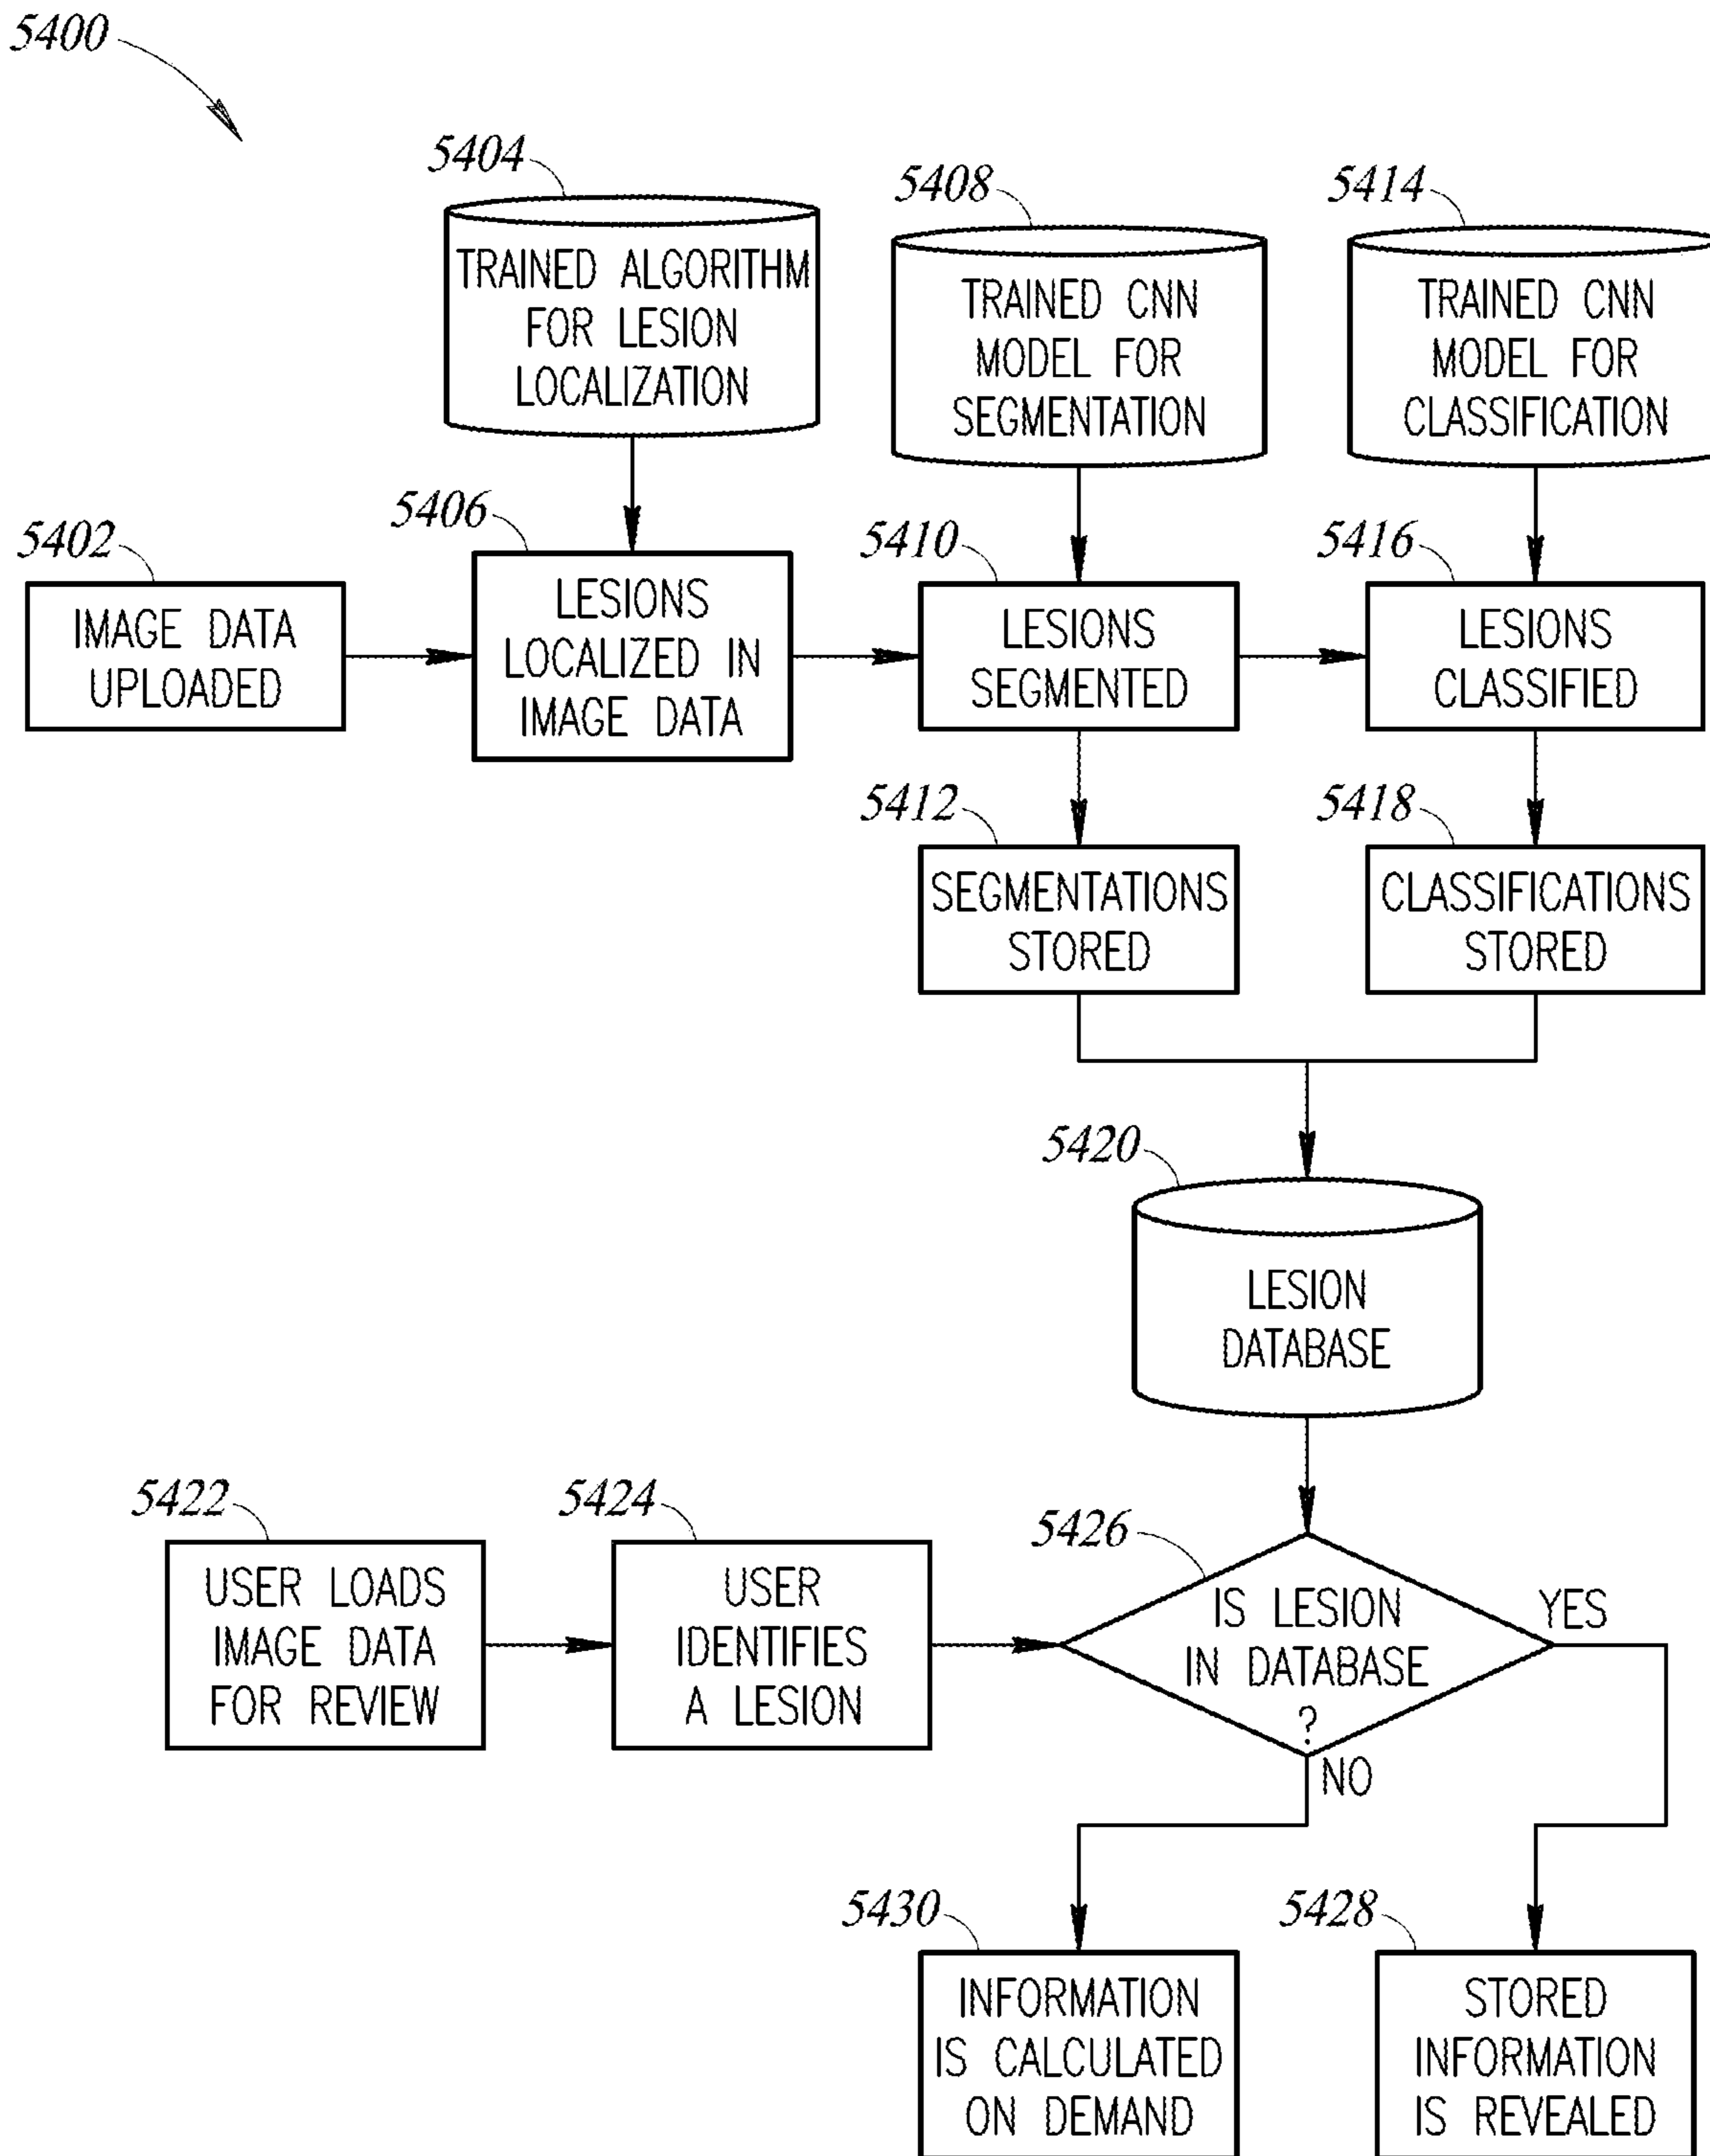 5400
5404
TRAINED ALGORITHM
FOR LESION
LOCALIZATION
5408
TRAINED CNN
MODEL FOR
SEGMENTATION
5414
TRAINED CNN
MODEL FOR
CLASSIFICATION
5402
IMAGE DATA
UPLOADED
5406
LESIONS
LOCALIZED IN
IMAGE DATA
5410
LESIONS
SEGMENTED
5416
LESIONS
CLASSIFIED
5412
SEGMENTATIONS
STORED
5418
CLASSIFICATIONS
STORED
5420
LESION
DATABASE
5422
USER LOADS
IMAGE DATA
FOR REVIEW
5424
USER
IDENTIFIES
A LESION
5426
IS LESION
IN DATABASE
?
YES
NO
5430
INFORMATION
IS CALCULATED
ON DEMAND
5428
STORED
INFORMATION
IS REVEALED